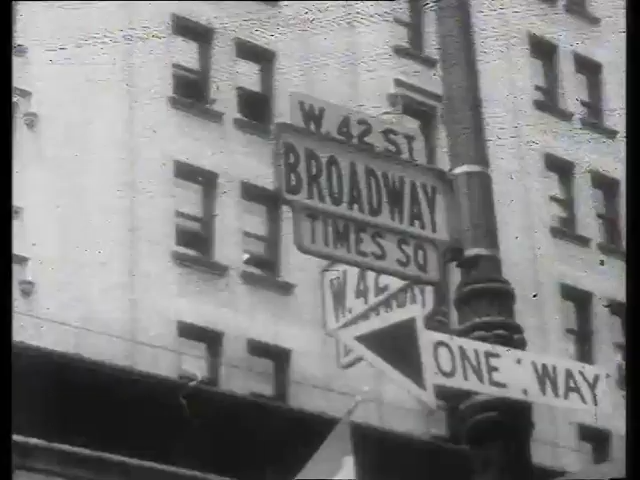 W. 42 ST
BROADWAY
TIMES SQ
W. 42
ONE WAY